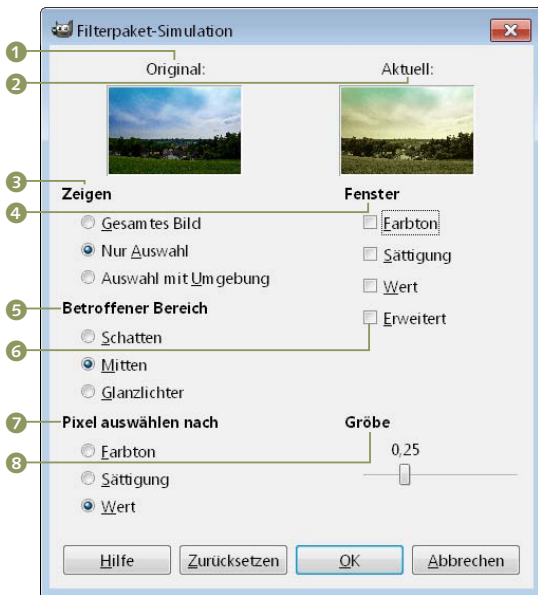 Filterpaket-Simulation
1
Original:
Aktuell:
2
3
Zeigen
Fenster
4
Gesamtes Bild
Farbton
Nur Auswahl
Sättigung
Auswahl mit Umgebung
Wert
5
Betroffener Bereich
Erweitert
Schatten
6
Mitten
Glanzlichter
7
Pixel auswählen nach
Gröbe
Farbton
0,25
8
Sättigung
Wert
Hilfe
Zurücksetzen
OK
Abbrechen